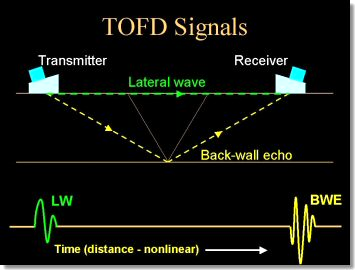 TOFD Signals
Transmitter Receiver
Lateral wave
Back-wall echo
LW BWE
Time (distance - nonlinear)